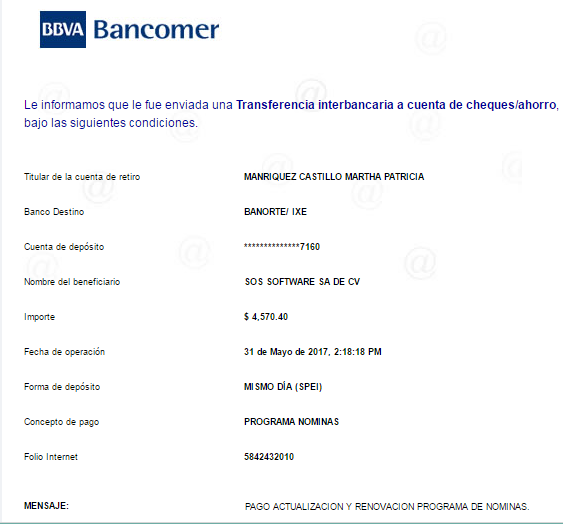 BBVA Bancomer
Le informamos que le fue enviada una Transferencia interbancaria a cuenta de cheques/ahorro,
bajo las siguientes condiciones.
Titular de la cuenta de retiro MANRIQUEZ CASTILLO MARTHA PATRICIA
Banco Destino BANORTE/ IXE
Cuenta de depósito **************7160
Nombre del beneficiario SOS SOFTWARE SA DE CV
Importe $ 4,570.40
Fecha de operación 31 de Mayo de 2017, 2:18:18 PM
Forma de depósito MISMO DÍA (SPEI)
Concepto de pago PROGRAMA NOMINAS
Folio Internet 5842432010
MENSAJE: PAGO ACTUALIZACION Y RENOVACION PROGRAMA DE NOMINAS.